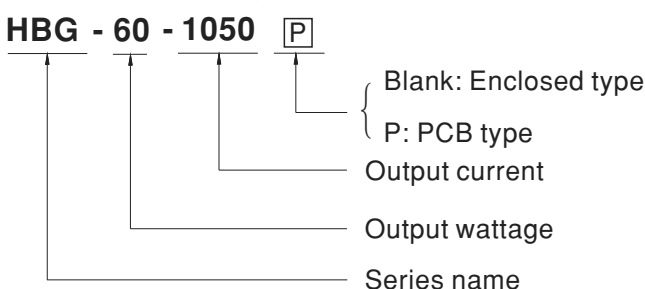 HBG - 60 - 1050 P
Blank: Enclosed type
P: PCB type
Output current
Output wattage
Series name